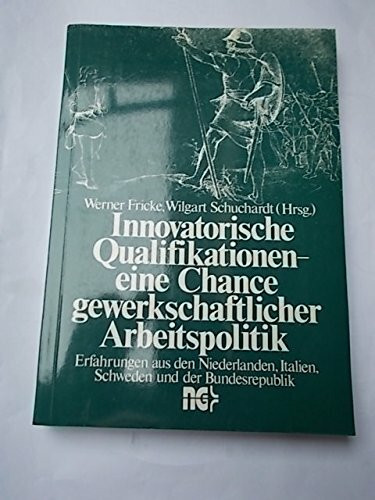 Werner Fricke, Wilgart Schuchardt (Hrsg.)
Innovatorische
Qualifikationen–
eine Chance
gewerkschaftlicher
Arbeitspolitik
Erfahrungen aus den Niederlanden, Italien,
Schweden und der Bundesrepublik